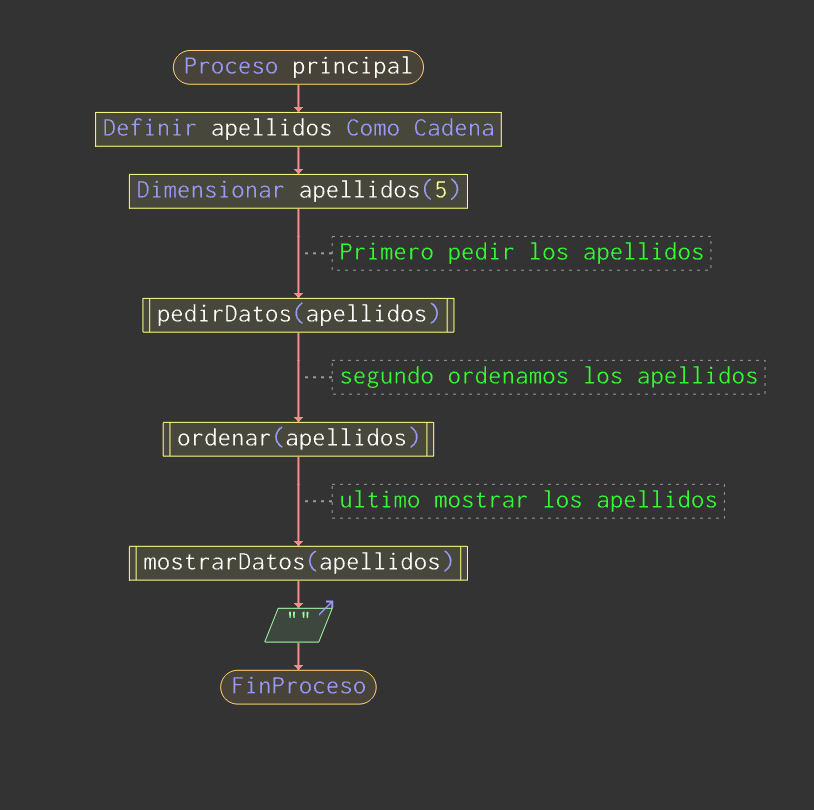 Proceso principal
Definir apellidos Como Cadena
Dimensionar apellidos(5)
Primero pedir los apellidos
pedirDatos(apellidos)
segundo ordenamos los apellidos
ordenar(apellidos)
ultimo mostrar los apellidos
mostrarDatos(apellidos)
""
FinProceso